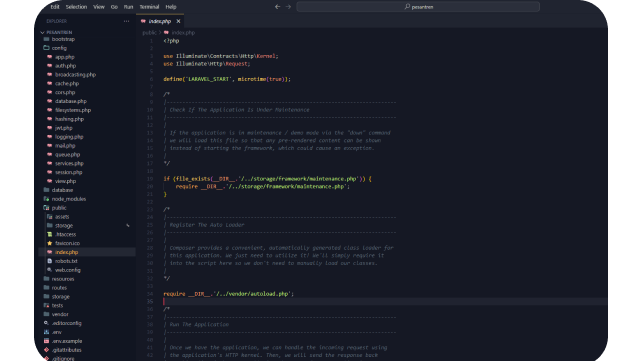 Edit Selection View Go Run Terminal Help
pesantren
EXPLORER
index.php
PESANTREN
public > index.php
bootstrap
config
app.php
auth.php
broadcasting.php
cache.php
cors.php
database.php
filesystems.php
hashing.php
jwt.php
logging.php
mail.php
queue.php
services.php
session.php
view.php
database
node_modules
public
assets
storage
.htaccess
favicon.ico
index.php
robots.txt
web.config
resources
routes
storage
tests
vendor
.editorconfig
.env
.env.example
.gitattributes
.gitignore
<?php
use Illuminate\Contracts\Http\Kernel;
use Illuminate\Http\Request;
define('LARAVEL_START', microtime(true));
/*
|--------------------------------------------------------------------------
| Check If The Application Is Under Maintenance
|--------------------------------------------------------------------------
|
| If the application is in maintenance / demo mode via the "down" command
| we will load this file so that any pre-rendered content can be shown
| instead of starting the framework, which could cause an exception.
|
*/
if (file_exists(__DIR__.'/../storage/framework/maintenance.php')) {
require __DIR__.'/../storage/framework/maintenance.php';
}
/*
|--------------------------------------------------------------------------
| Register The Auto Loader
|--------------------------------------------------------------------------
|
| Composer provides a convenient, automatically generated class loader for
| this application. We just need to utilize it! We'll simply require it
| into the script here so we don't need to manually load our classes.
|
*/
require __DIR__.'/../vendor/autoload.php';
/*
|--------------------------------------------------------------------------
| Run The Application
|--------------------------------------------------------------------------
|
| Once we have the application, we can handle the incoming request using
| the application's HTTP kernel. Then, we will send the response back